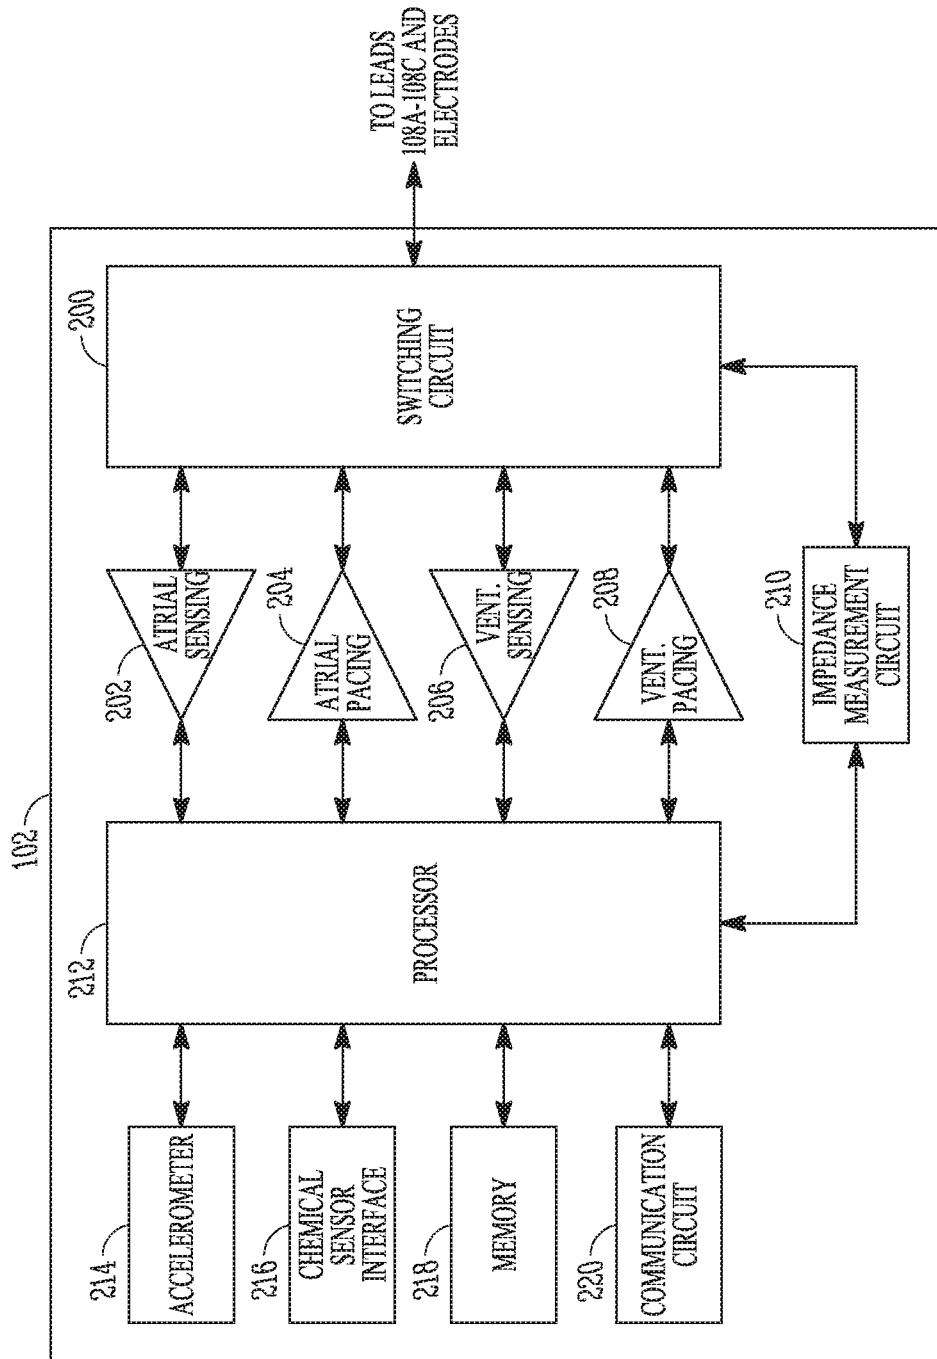 102
214
ACCELEROMETER
216
CHEMICAL
SENSOR
INTERFACE
218
MEMORY
220
COMMUNICATION
CIRCUIT
212
PROCESSOR
202
ATRIAL
SENSING
204
ATRIAL
PACING
206
VENT.
SENSING
208
VENT.
PACING
210
IMPEDANCE
MEASUREMENT
CIRCUIT
200
SWITCHING
CIRCUIT
TO LEADS
108A-108C AND
ELECTRODES